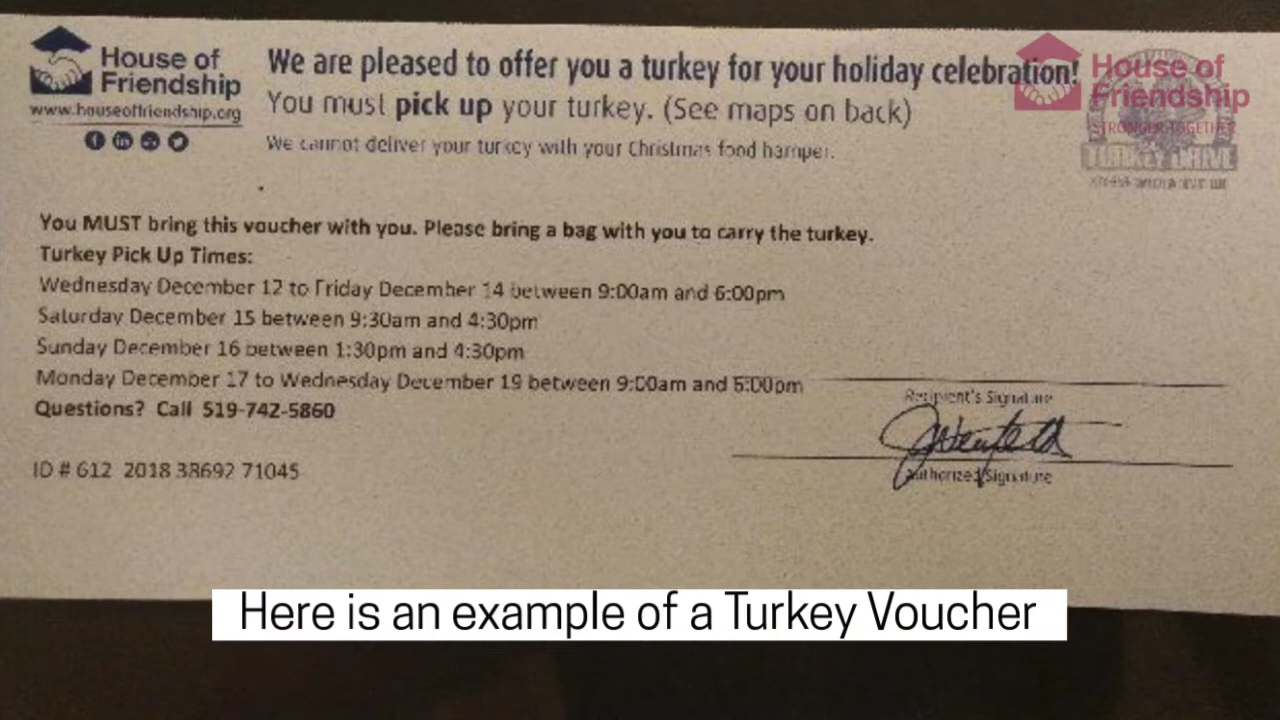 House of
Friendship
www.houseoffriendship.org
We are pleased to offer you a turkey for your holiday celebration!
You must pick up your turkey. (See maps on back)
We cannot deliver your turkey with your Christmas food hamper.
House of
Friendship
STRONGER TOGETHER
TURKEY DRIVE
You MUST bring this voucher with you. Please bring a bag with you to carry the turkey.
Turkey Pick Up Times:
Wednesday December 12 to Friday December 14 between 9:00am and 6:00pm
Saturday December 15 between 9:30am and 4:30pm
Sunday December 16 between 1:30pm and 4:30pm
Monday December 17 to Wednesday December 19 between 9:00am and 5:00pm
Recipient's Signature
Questions? Call 519-742-5860
ID # 612 2018 38692 71045
Authorized Signature
Here is an example of a Turkey Voucher